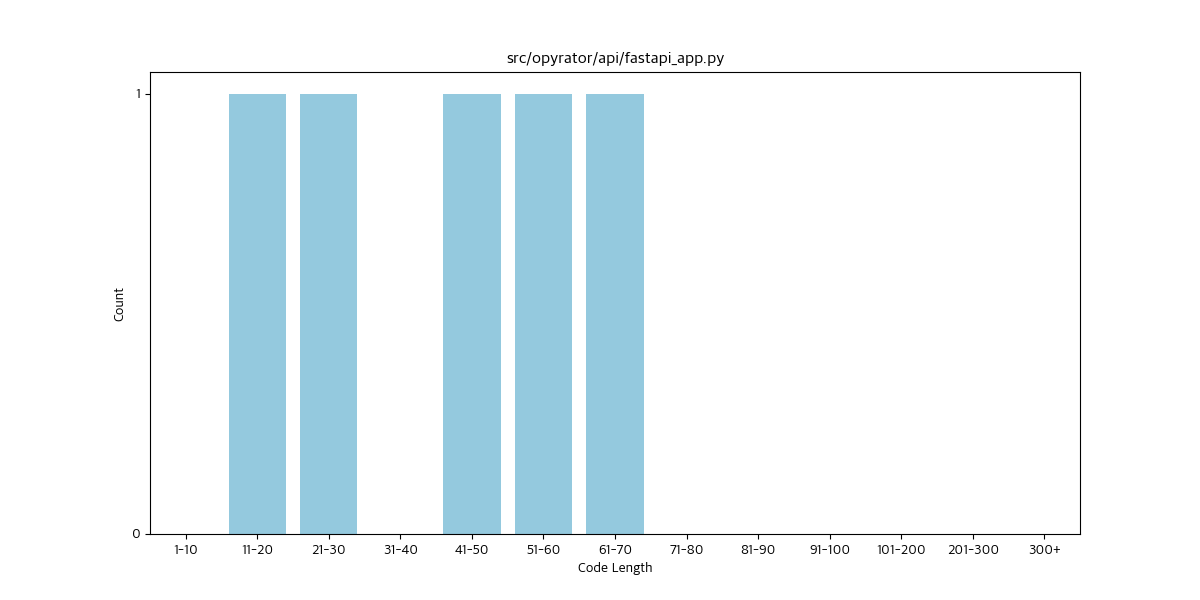 src/opyrator/api/fastapi_app.py
Count
1
0
1-10 11-20 21-30 31-40 41-50 51-60 61-70 71-80 81-90 91-100 101-200 201-300 300+
Code Length